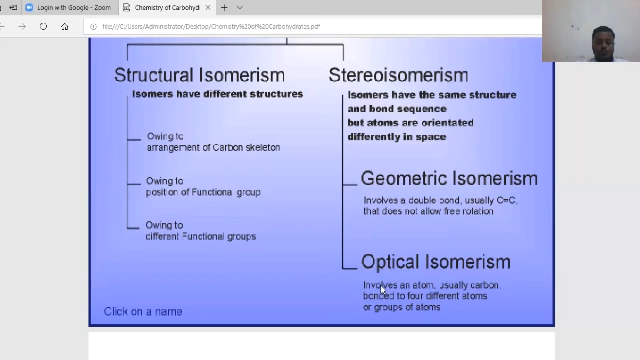 Login with Google - Zoom
Chemistry of Carbohyd
file:///C:/Users/Administrator/Desktop/Chemistry%20of%20Carbohydrates.pdf
Structural Isomerism
Isomers have different structures
Owing to
arrangement of Carbon skeleton
Owing to
position of Functional group
Owing to
different Functional groups
Click on a name
Stereoisomerism
Isomers have the same structure
and bond sequence
but atoms are orientated
differently in space
Geometric Isomerism
Involves a double bond, usually C=C,
that does not allow free rotation
Optical Isomerism
Involves an atom, usually carbon,
bonded to four different atoms
or groups of atoms